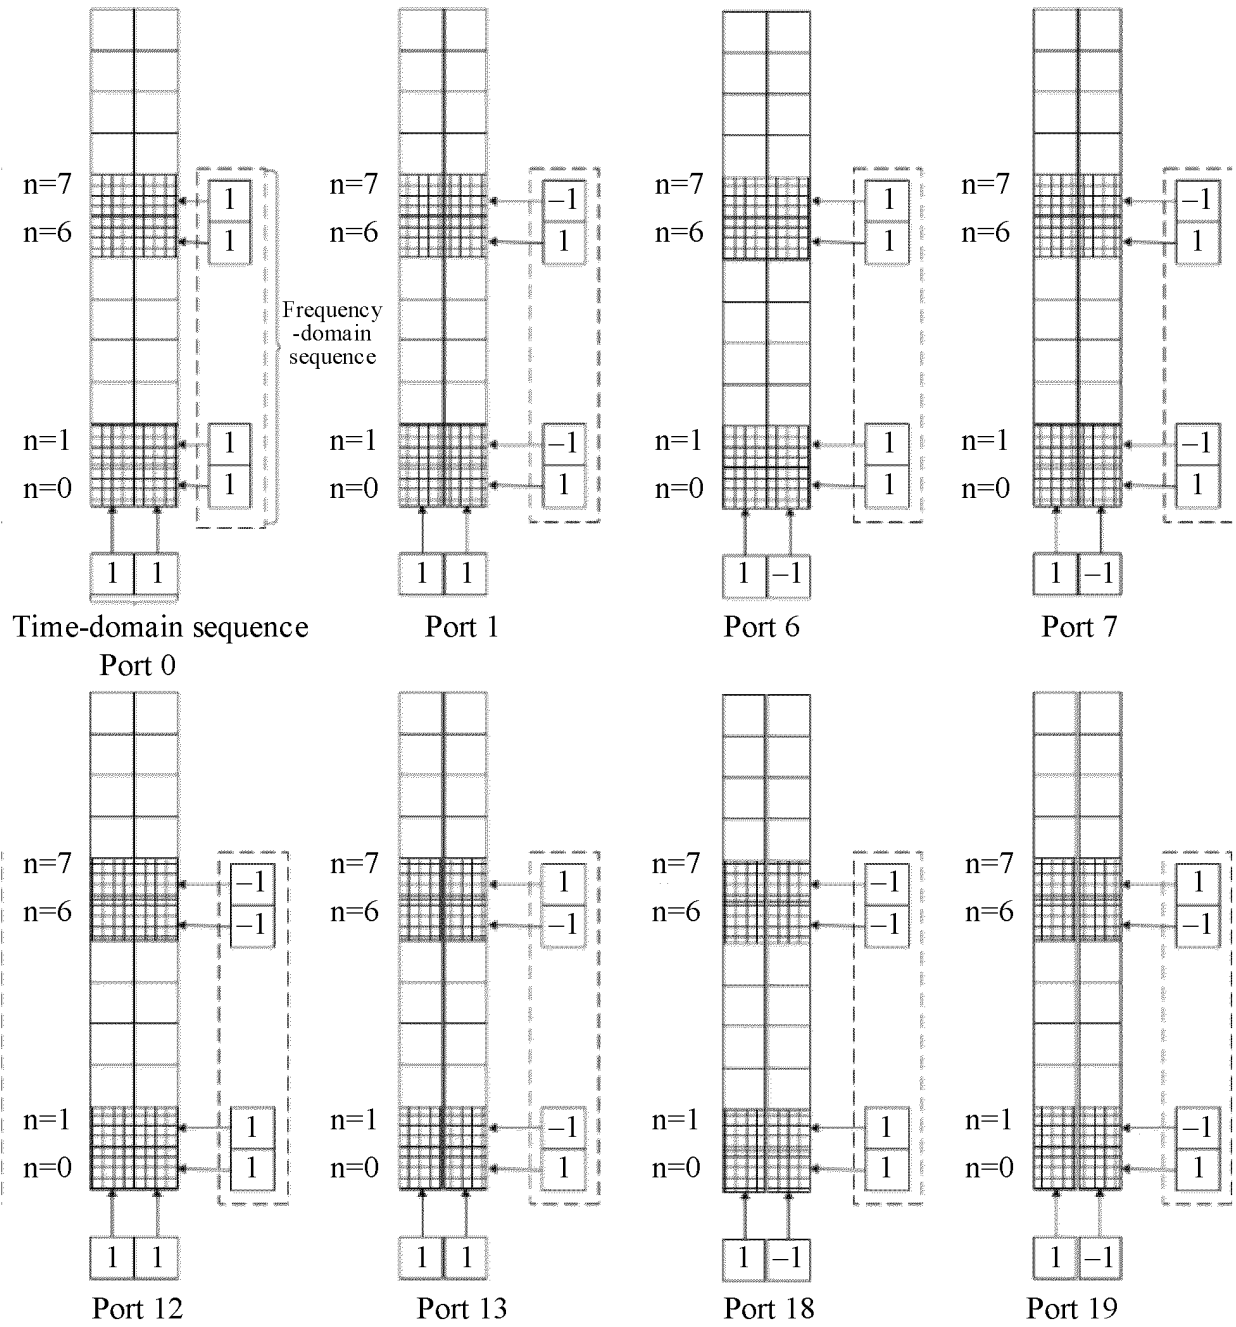 n=7 1 n=7 –1 n=7 1 n=7 –1
n=6 1 n=6 1 n=6 1 n=6 1
Frequency
-domain
sequence
n=1 1 n=1 –1 n=1 1 n=1 –1
n=0 1 n=0 1 n=0 1 n=0 1
1 1 1 1 1 –1 1 –1
Time-domain sequence Port 1 Port 6 Port 7
Port 0
n=7 –1 n=7 1 n=7 –1 n=7 1
n=6 –1 n=6 –1 n=6 –1 n=6 –1
n=1 1 n=1 –1 n=1 1 n=1 –1
n=0 1 n=0 1 n=0 1 n=0 1
1 1 1 1 1 –1 1 –1
Port 12 Port 13 Port 18 Port 19